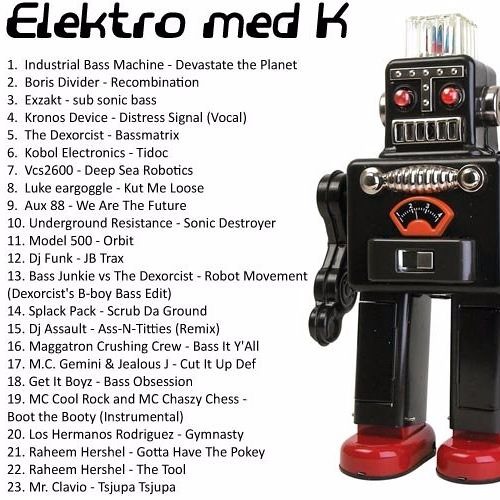 Elektro med K
1. Industrial Bass Machine - Devastate the Planet
2. Boris Divider - Recombination
3. Exzakt - sub sonic bass
4. Kronos Device - Distress Signal (Vocal)
5. The Dexorcist - Bassmatrix
6. Kobol Electronics - Tidoc
7. Vcs2600 - Deep Sea Robotics
8. Luke eargoggle - Kut Me Loose
9. Aux 88 - We Are The Future
10. Underground Resistance - Sonic Destroyer
11. Model 500 - Orbit
12. Dj Funk - JB Trax
13. Bass Junkie vs The Dexorcist - Robot Movement
(Dexorcist's B-boy Bass Edit)
14. Splack Pack - Scrub Da Ground
15. Dj Assault - Ass-N-Titties (Remix)
16. Maggatron Crushing Crew - Bass It Y'All
17. M.C. Gemini & Jealous J - Cut It Up Def
18. Get It Boyz - Bass Obsession
19. MC Cool Rock and MC Chaszy Ches -
Boot the Booty (Instrumental)
20. Los Hermanos Rodriguez - Gymnasty
21. Raheem Hershel - Gotta Have The Pokey
22. Raheem Hershel - The Tool
23. Mr. Clavio - Tsjupa Tsjupa